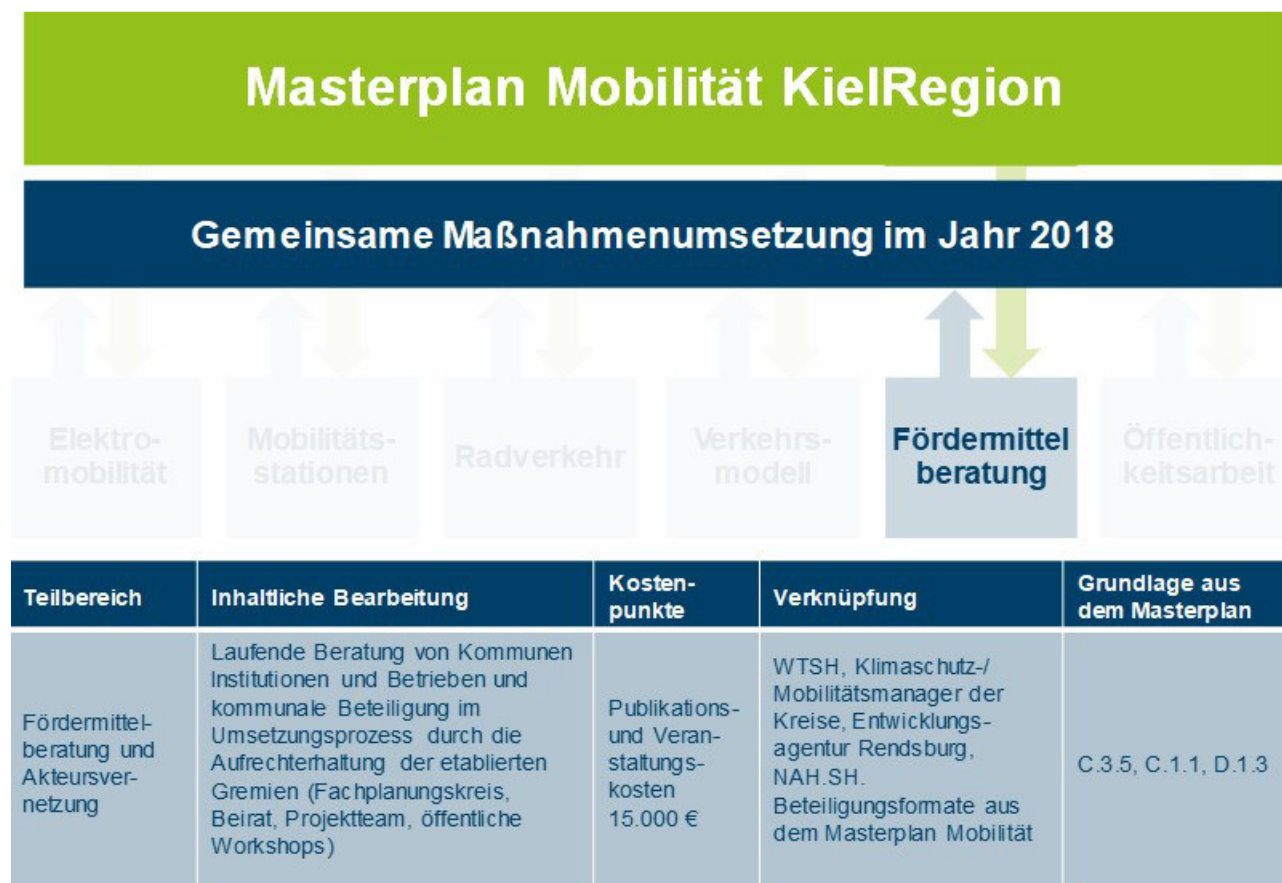 Masterplan Mobilität KielRegion
Gemeinsame Maßnahmenumsetzung im Jahr 2018
Elektro-
mobilität
Mobilitäts-
stationen
Radverkehr
Verkehrs-
modell
Fördermittel
beratung
Öffentlich-
keitsarbeit
Teilbereich
Inhaltliche Bearbeitung
Kosten-
punkte
Verknüpfung
Grundlage aus
dem Masterplan
Fördermittel-
beratung und
Akteursver-
netzung
Laufende Beratung von Kommunen
Institutionen und Betrieben und
kommunale Beteiligung im
Umsetzungsprozess durch die
Aufrechterhaltung der etablierten
Gremien (Fachplanungskreis,
Beirat, Projektteam, öffentliche
Workshops)
Publikations-
und Veran-
staltungs-
kosten
15.000 €
WTSH, Klimaschutz-/
Mobilitätsmanager der
Kreise, Entwicklungs-
agentur Rendsburg,
NAH.SH.
Beteiligungsformate aus
dem Masterplan Mobilität
C.3.5, C.1.1, D.1.3